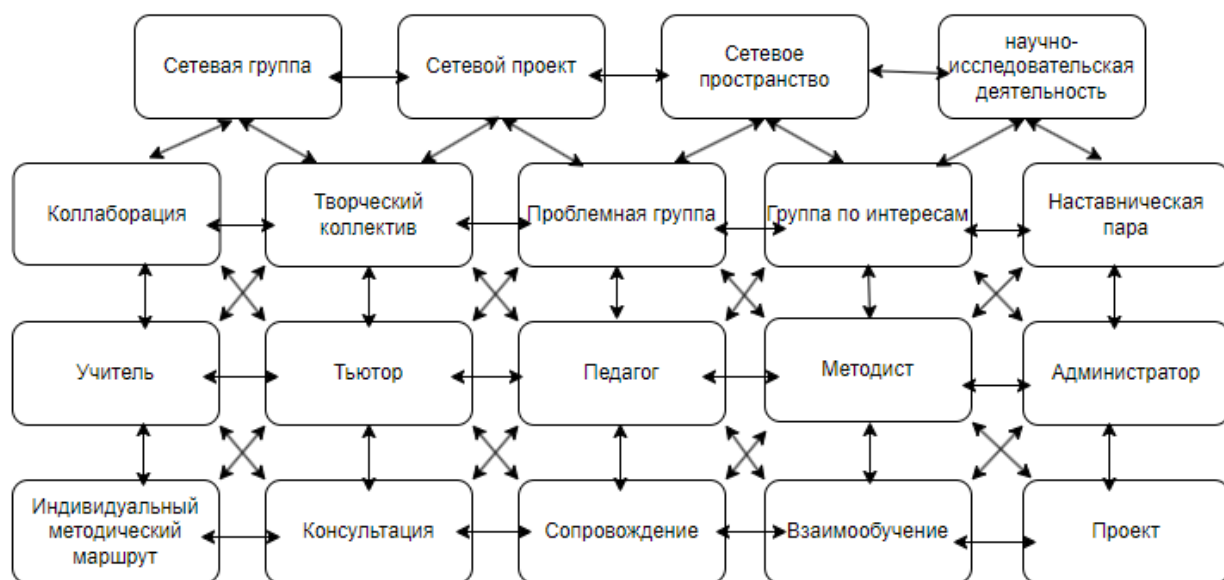 Сетевая группа
Сетевой проект
Сетевое
пространство
научно-
исследовательская
деятельность
Коллаборация
Творческий
коллектив
Проблемная группа
Группа по интересам
Наставническая
пара
Учитель
Тьютор
Педагог
Методист
Администратор
Индивидуальный
методический
маршрут
Консультация
Сопровождение
Взаимообучение
Проект